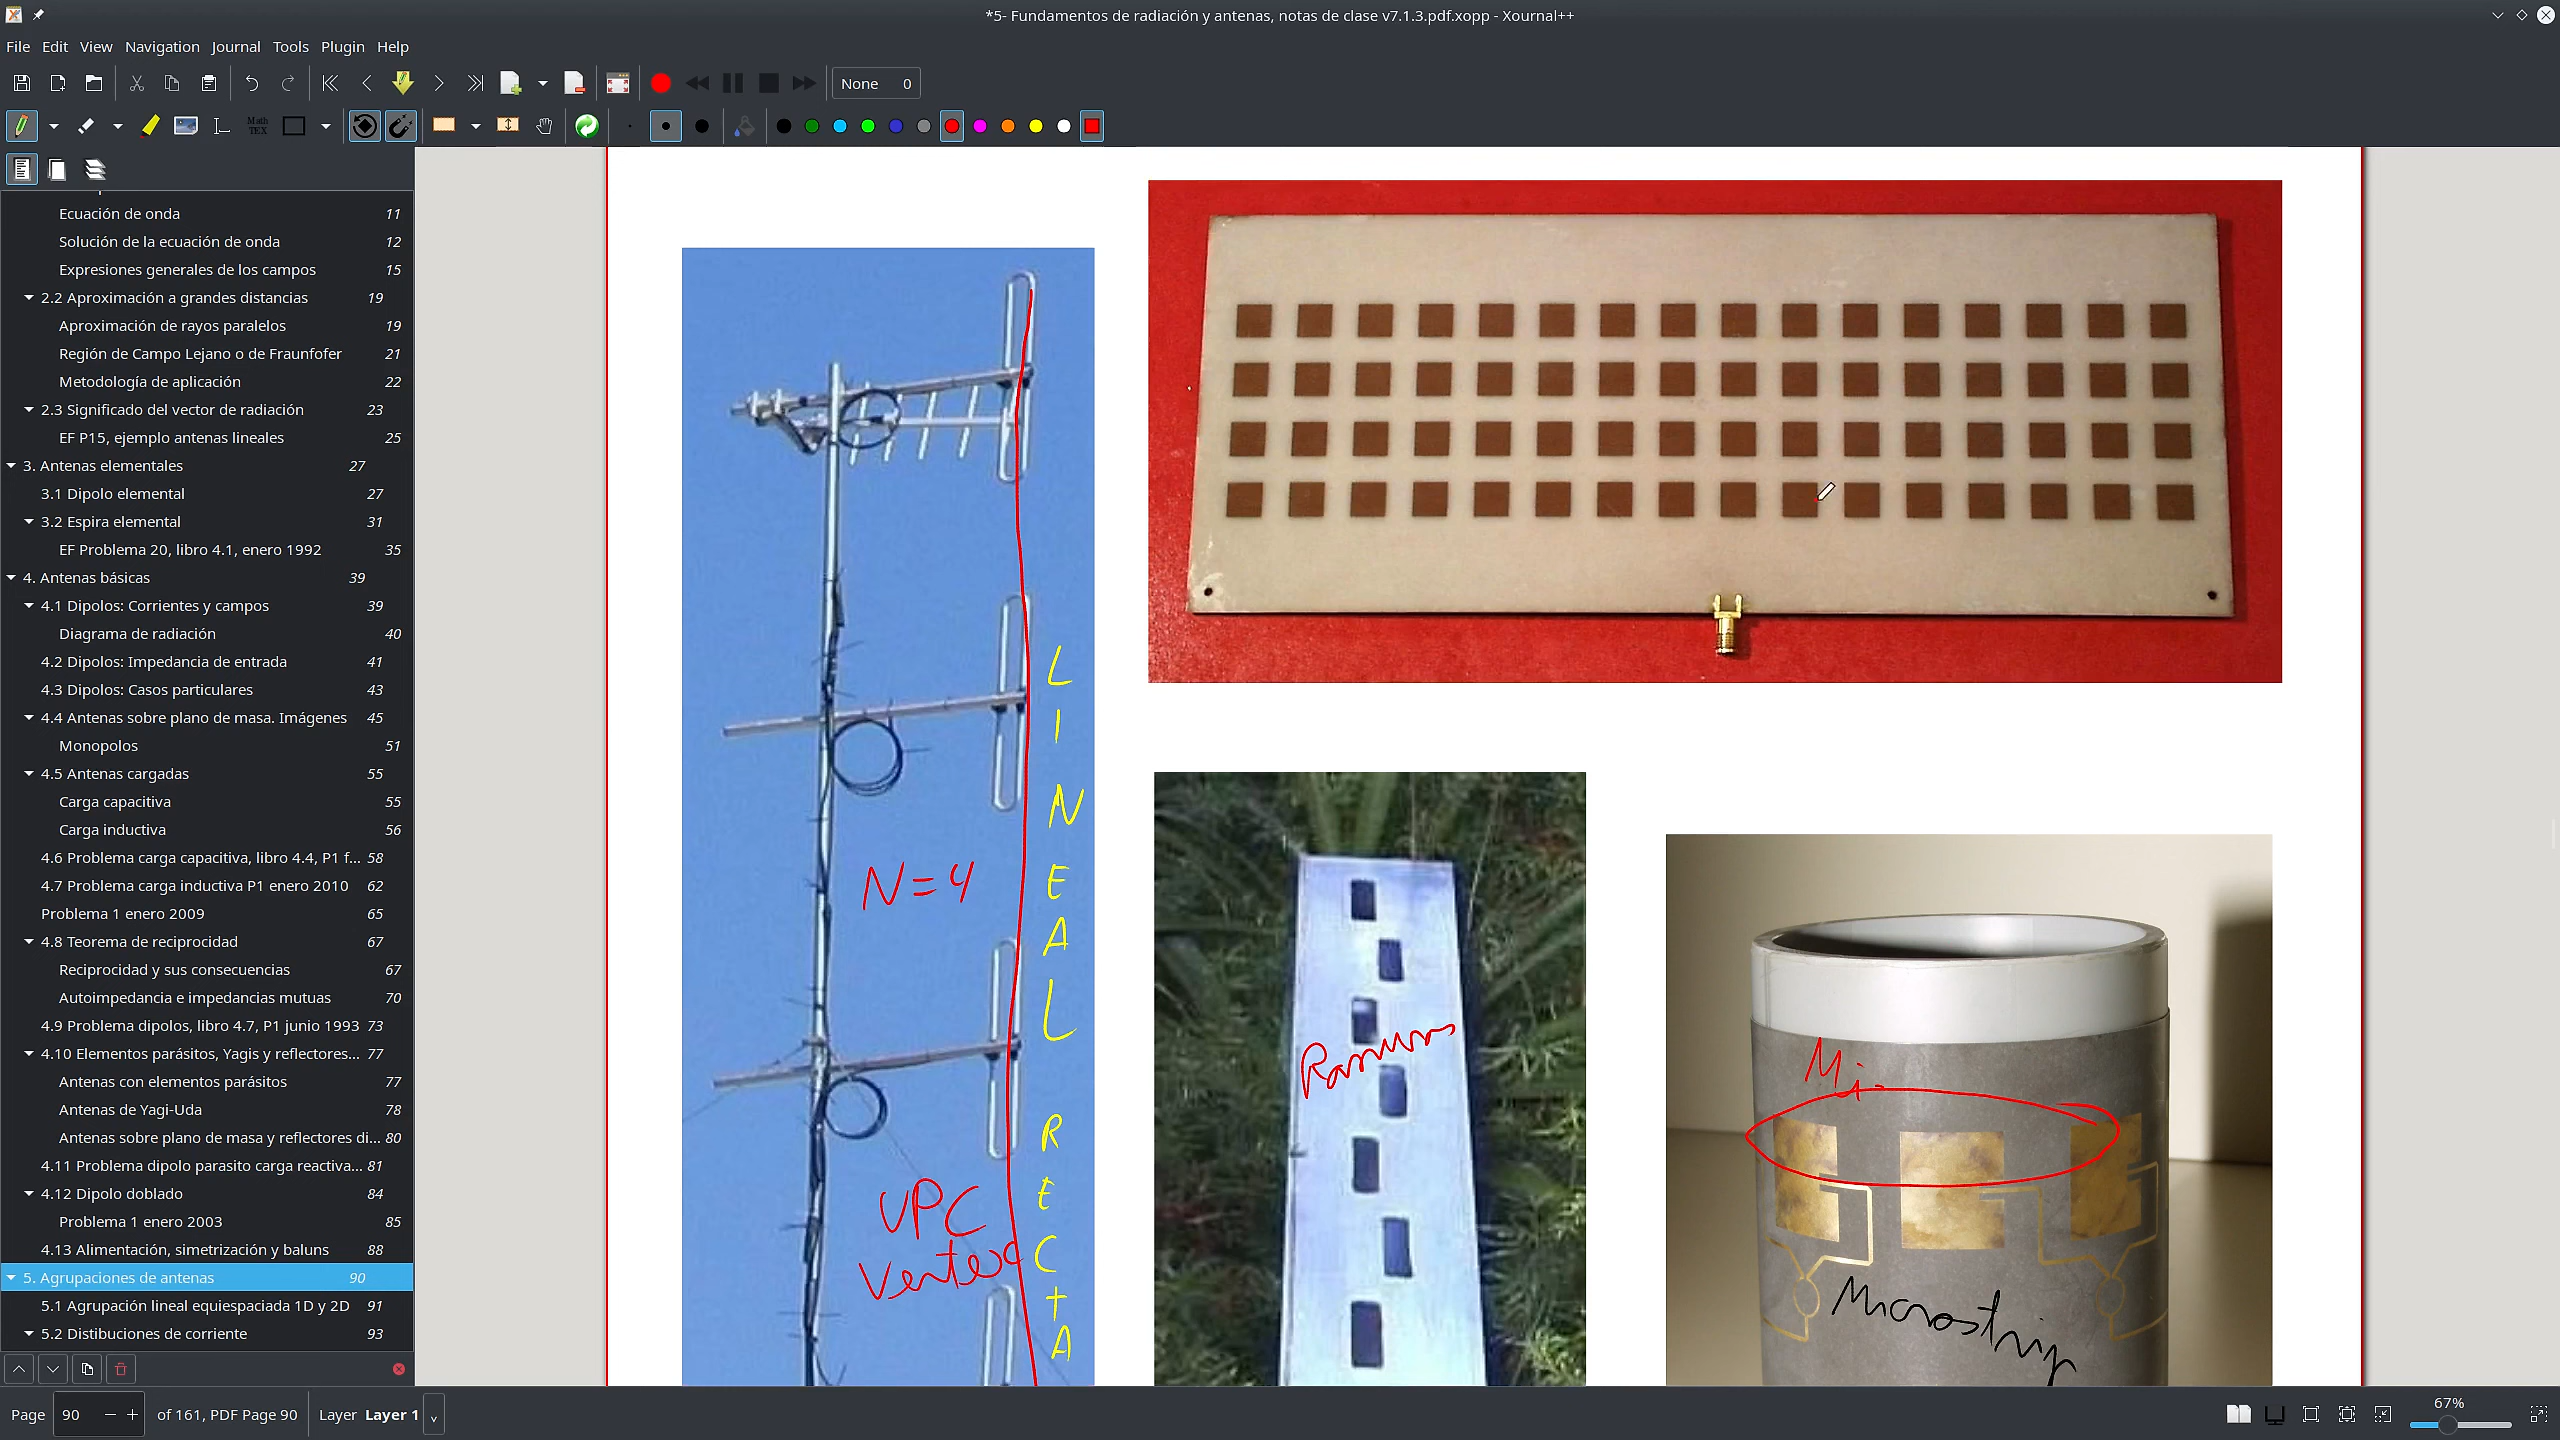 *5- Fundamentos de radiación y antenas, notas de clase v7.1.3.pdf.xopp - Xournal++
File Edit View Navigation Journal Tools Plugin Help
None 0
Math
TEX
Ecuación de onda 11
Solución de la ecuación de onda 12
Expresiones generales de los campos 15
2.2 Aproximación a grandes distancias 19
Aproximación de rayos paralelos 19
Región de Campo Lejano o de Fraunfofer 21
Metodología de aplicación 22
2.3 Significado del vector de radiación 23
EF P15, ejemplo antenas lineales 25
3. Antenas elementales 27
3.1 Dipolo elemental 27
3.2 Espira elemental 31
EF Problema 20, libro 4.1, enero 1992 35
4. Antenas básicas 39
4.1 Dipolos: Corrientes y campos 39
Diagrama de radiación 40
4.2 Dipolos: Impedancia de entrada 41
4.3 Dipolos: Casos particulares 43
4.4 Antenas sobre plano de masa. Imágenes 45
Monopolos 51
4.5 Antenas cargadas 55
Carga capacitiva 55
Carga inductiva 56
4.6 Problema carga capacitiva, libro 4.4, P1 f... 58
4.7 Problema carga inductiva P1 enero 2010 62
Problema 1 enero 2009 65
4.8 Teorema de reciprocidad 67
Reciprocidad y sus consecuencias 67
Autoimpedancia e impedancias mutuas 70
4.9 Problema dipolos, libro 4.7, P1 junio 1993 73
4.10 Elementos parásitos, Yagis y reflectores... 77
Antenas con elementos parásitos 77
Antenas de Yagi-Uda 78
Antenas sobre plano de masa y reflectores di... 80
4.11 Problema dipolo parasito carga reactiva... 81
4.12 Dipolo doblado 84
Problema 1 enero 2003 85
4.13 Alimentación, simetrización y baluns 88
5. Agrupaciones de antenas 90
5.1 Agrupación lineal equiespaciada 1D y 2D 91
5.2 Distibuciones de corriente 93
N=4
UPC
Vertex
LINEAL RECTA
Ranuras
Mi
Microstrip
Page 90 of 161, PDF Page 90 Layer Layer 1
67%